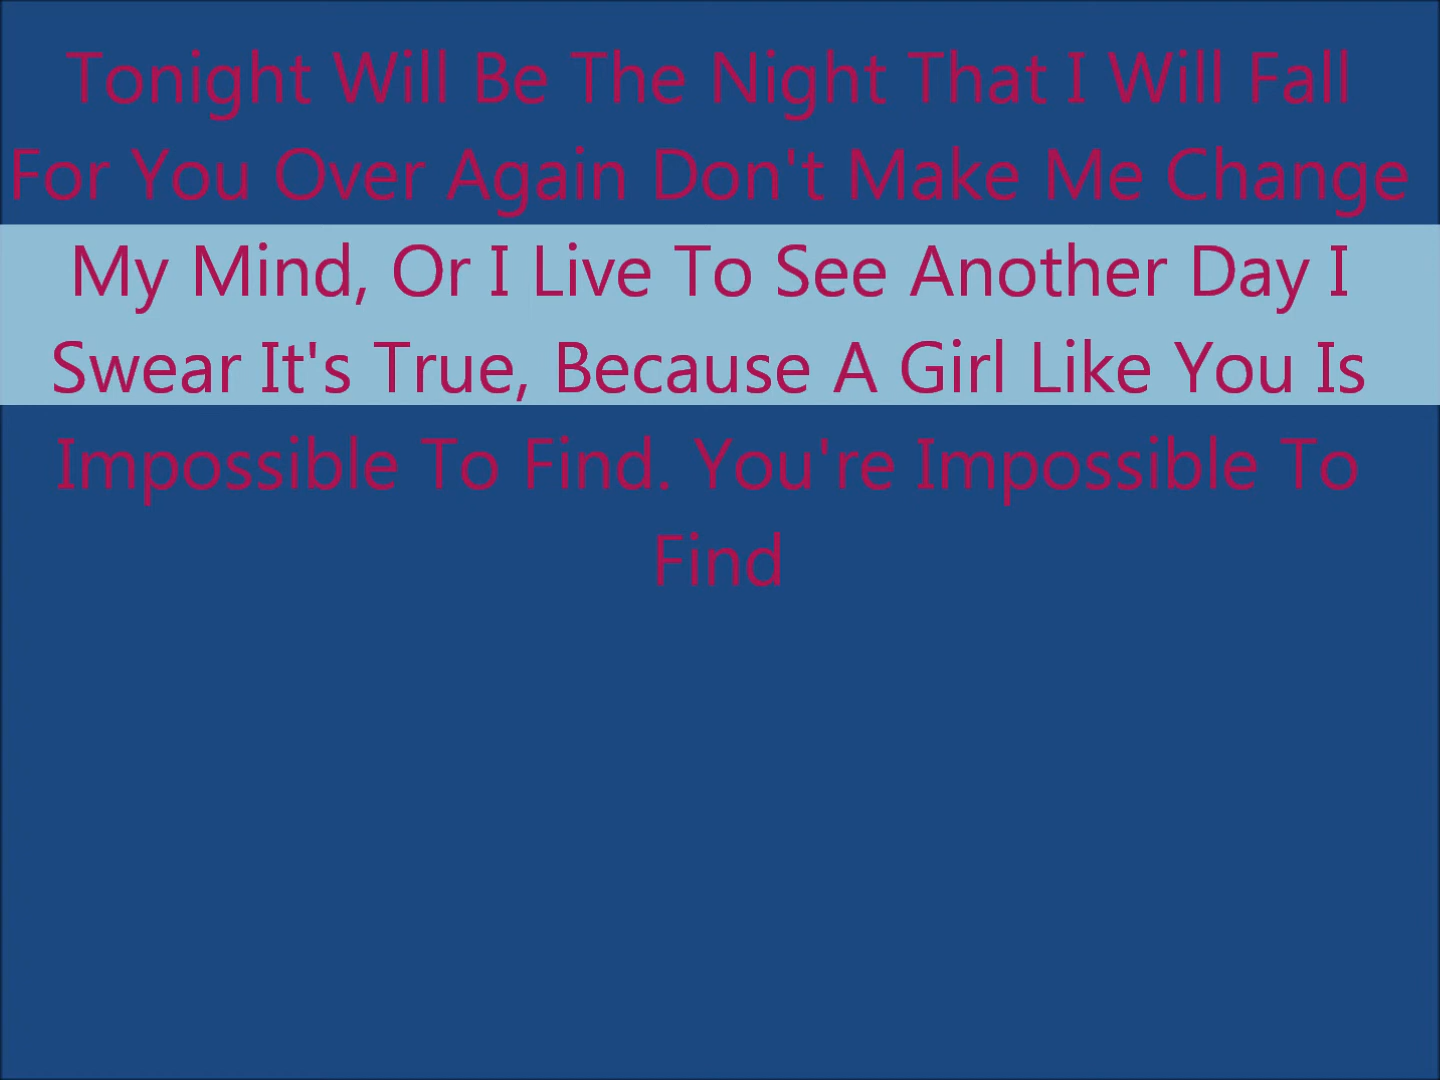 Tonight Will Be The Night That I Will Fall
For You Over Again Don't Make Me Change
My Mind, Or I Live To See Another Day I
Swear It's True, Because A Girl Like You Is
Impossible To Find. You're Impossible To
Find